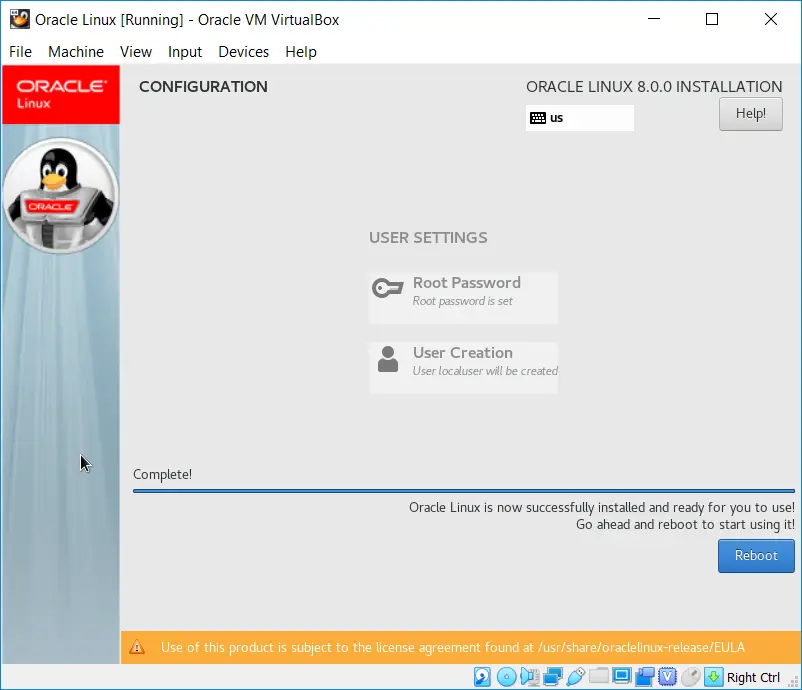 Oracle Linux [Running] - Oracle VM VirtualBox
File Machine View Input Devices Help
ORACLE
Linux
CONFIGURATION
ORACLE LINUX 8.0.0 INSTALLATION
us
Help!
ORACLE
USER SETTINGS
Root Password
Root password is set
User Creation
User localuser will be created
Complete!
Oracle Linux is now successfully installed and ready for you to use!
Go ahead and reboot to start using it!
Reboot
Use of this product is subject to the license agreement found at /usr/share/oraclelinux-release/EULA
Right Ctrl